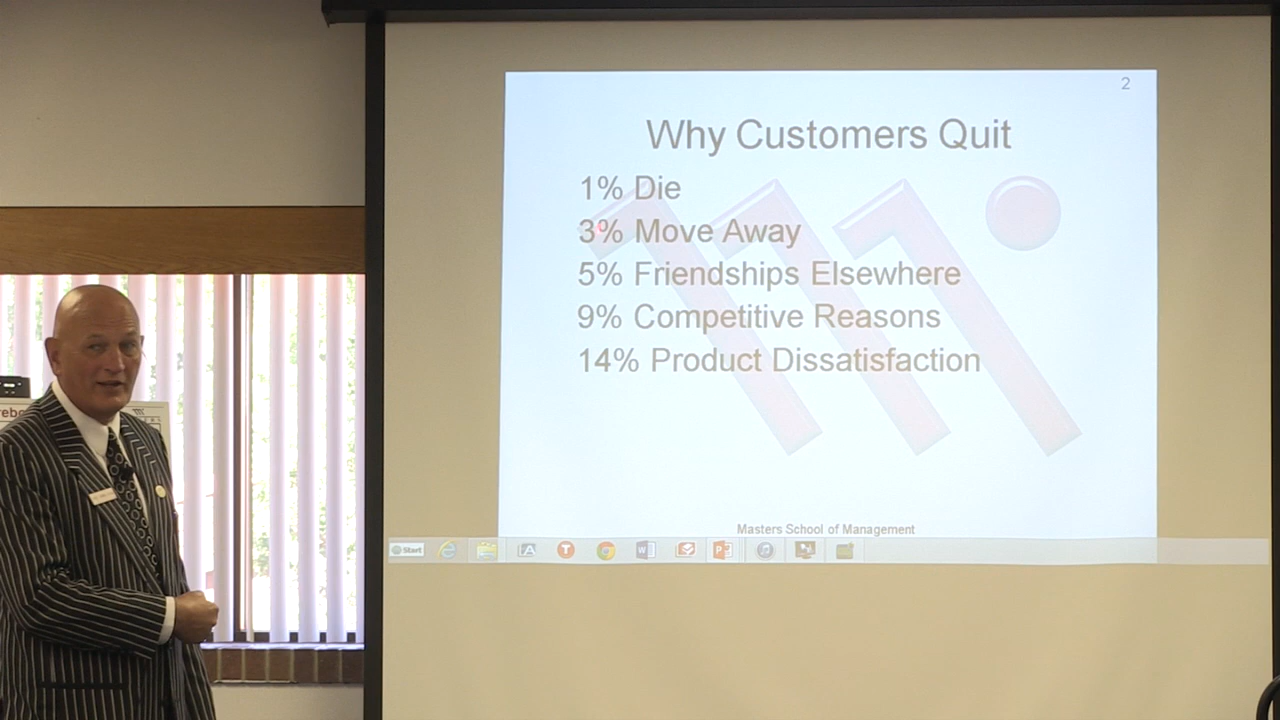 2
Why Customers Quit
1% Die
3% Move Away
5% Friendships Elsewhere
9% Competitive Reasons
14% Product Dissatisfaction
Masters School of Management
Start